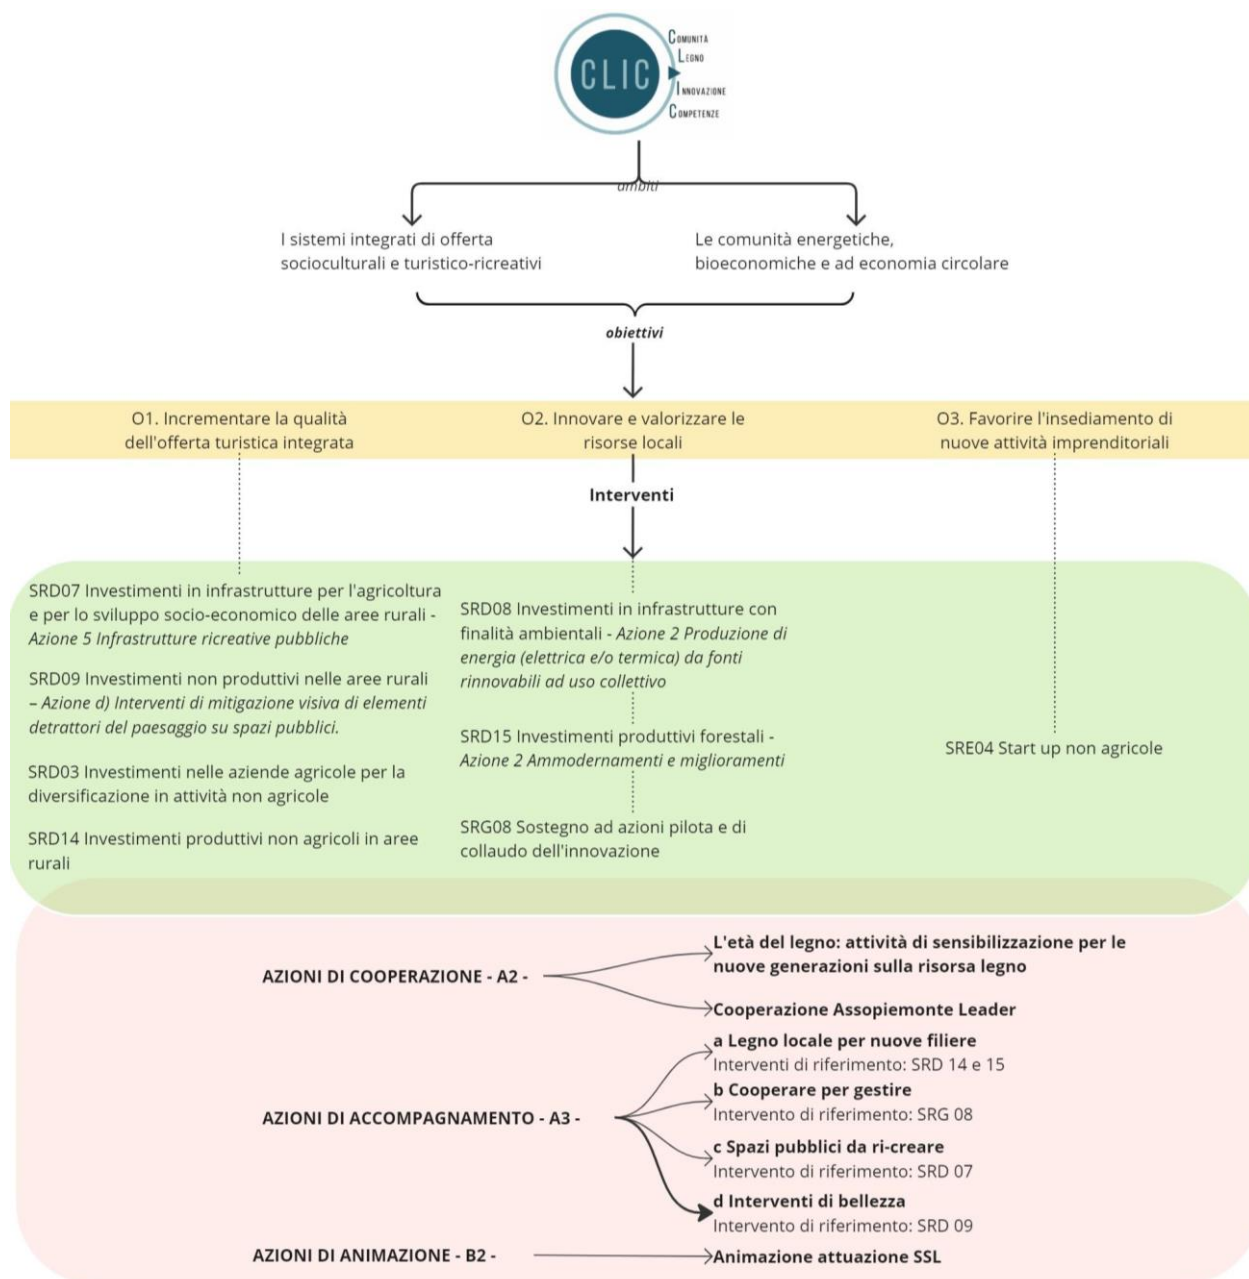 CLIC
COMUNITÀ
LEGNO
INNOVAZIONE
COMPETENZE
ambiti
I sistemi integrati di offerta
socioculturali e turistico-ricreativi
Le comunità energetiche,
bioeconomiche e ad economia circolare
obiettivi
O1. Incrementare la qualità
dell'offerta turistica integrata
O2. Innovare e valorizzare le
risorse locali
O3. Favorire l'insediamento di
nuove attività imprenditoriali
Interventi
SRD07 Investimenti in infrastrutture per l'agricoltura
e per lo sviluppo socio-economico delle aree rurali -
Azione 5 Infrastrutture ricreative pubbliche
SRD09 Investimenti non produttivi nelle aree rurali
– Azione d) Interventi di mitigazione visiva di elementi
detrattori del paesaggio su spazi pubblici.
SRD03 Investimenti nelle aziende agricole per la
diversificazione in attività non agricole
SRD14 Investimenti produttivi non agricoli in aree
rurali
SRD08 Investimenti in infrastrutture con
finalità ambientali - Azione 2 Produzione di
energia (elettrica e/o termica) da fonti
rinnovabili ad uso collettivo
SRD15 Investimenti produttivi forestali -
Azione 2 Ammodernamenti e miglioramenti
SRG08 Sostegno ad azioni pilota e di
collaudo dell'innovazione
SRE04 Start up non agricole
AZIONI DI COOPERAZIONE - A2 -
L'età del legno: attività di sensibilizzazione per le
nuove generazioni sulla risorsa legno
Cooperazione Assopiemonte Leader
AZIONI DI ACCOMPAGNAMENTO - A3 -
a Legno locale per nuove filiere
Interventi di riferimento: SRD 14 e 15
b Cooperare per gestire
Intervento di riferimento: SRG 08
c Spazi pubblici da ri-creare
Intervento di riferimento: SRD 07
d Interventi di bellezza
Intervento di riferimento: SRD 09
AZIONI DI ANIMAZIONE - B2 -
Animazione attuazione SSL